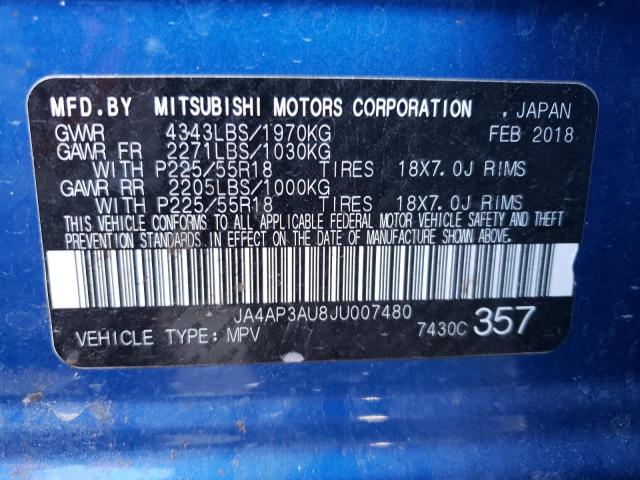 MFD.BY MITSUBISHI MOTORS CORPORATION , JAPAN
GVWR 4343LBS/1970KG FEB 2018
GAWR FR 2271LBS/1030KG
WITH P225/55R18 TIRES 18X7.0J RIMS
GAWR RR 2205LBS/1000KG
WITH P225/55R18 TIRES 18X7.0J RIMS
THIS VEHICLE CONFORMS TO ALL APPLICABLE FEDERAL MOTOR VEHICLE SAFETY AND THEFT
PREVENTION STANDARDS IN EFFECT ON THE DATE OF MANUFACTURE SHOWN ABOVE.
JA4AP3AU8JU007480
VEHICLE TYPE: MPV 7430C 357